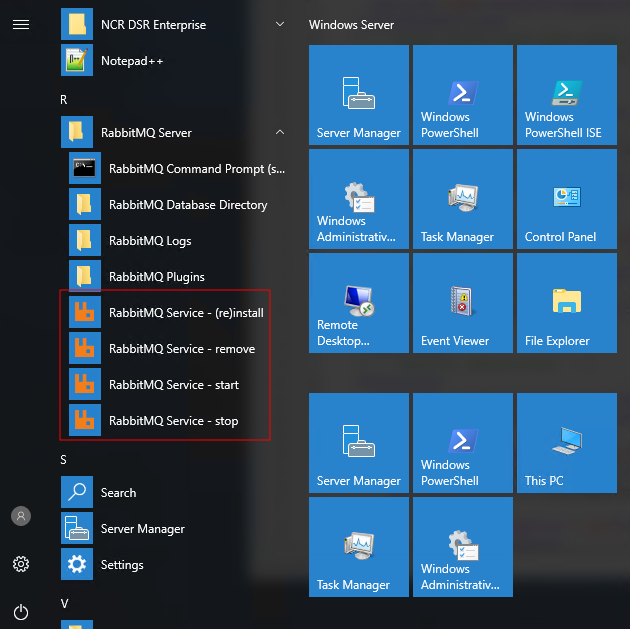 NCR DSR Enterprise
Notepad++
R
RabbitMQ Server
RabbitMQ Command Prompt (s...
RabbitMQ Database Directory
RabbitMQ Logs
RabbitMQ Plugins
RabbitMQ Service - (re)install
RabbitMQ Service - remove
RabbitMQ Service - start
RabbitMQ Service - stop
S
Search
Server Manager
Settings
V
Windows Server
Server Manager
Windows
PowerShell
Windows
PowerShell ISE
Windows
Administrativ...
Task Manager
Control Panel
Remote
Desktop...
Event Viewer
File Explorer
Server Manager
Windows
PowerShell
This PC
Task Manager
Windows
Administrativ...